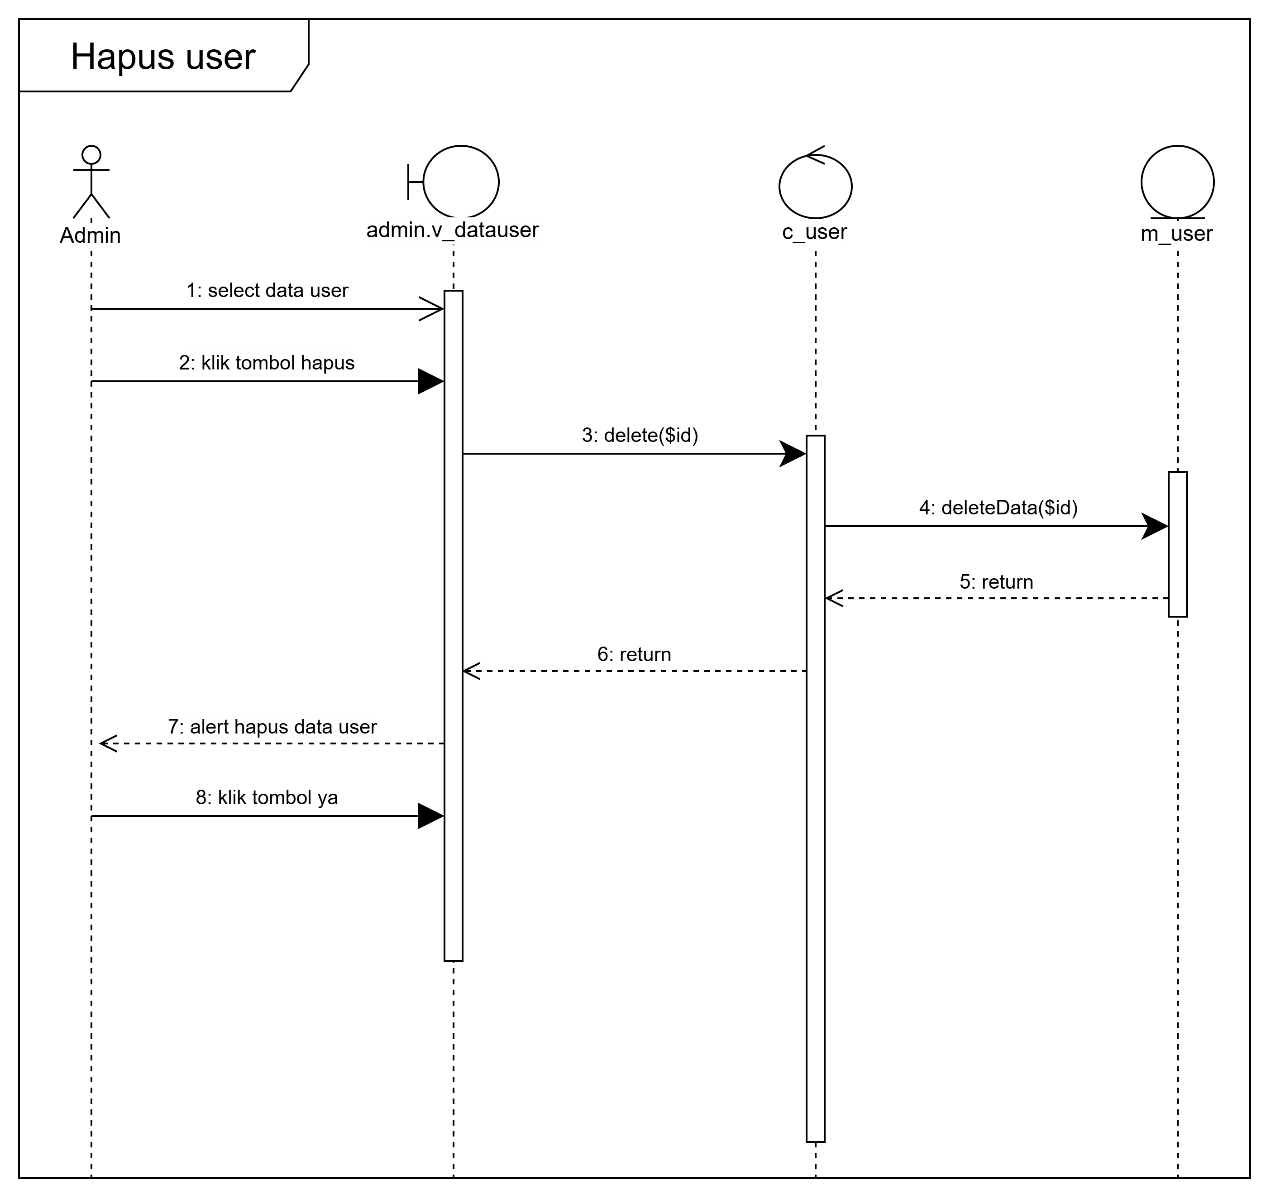 Hapus user
Admin
admin.v_datauser
c_user
m_user
1: select data user
2: klik tombol hapus
3: delete($id)
4: deleteData($id)
5: return
6: return
7: alert hapus data user
8: klik tombol ya